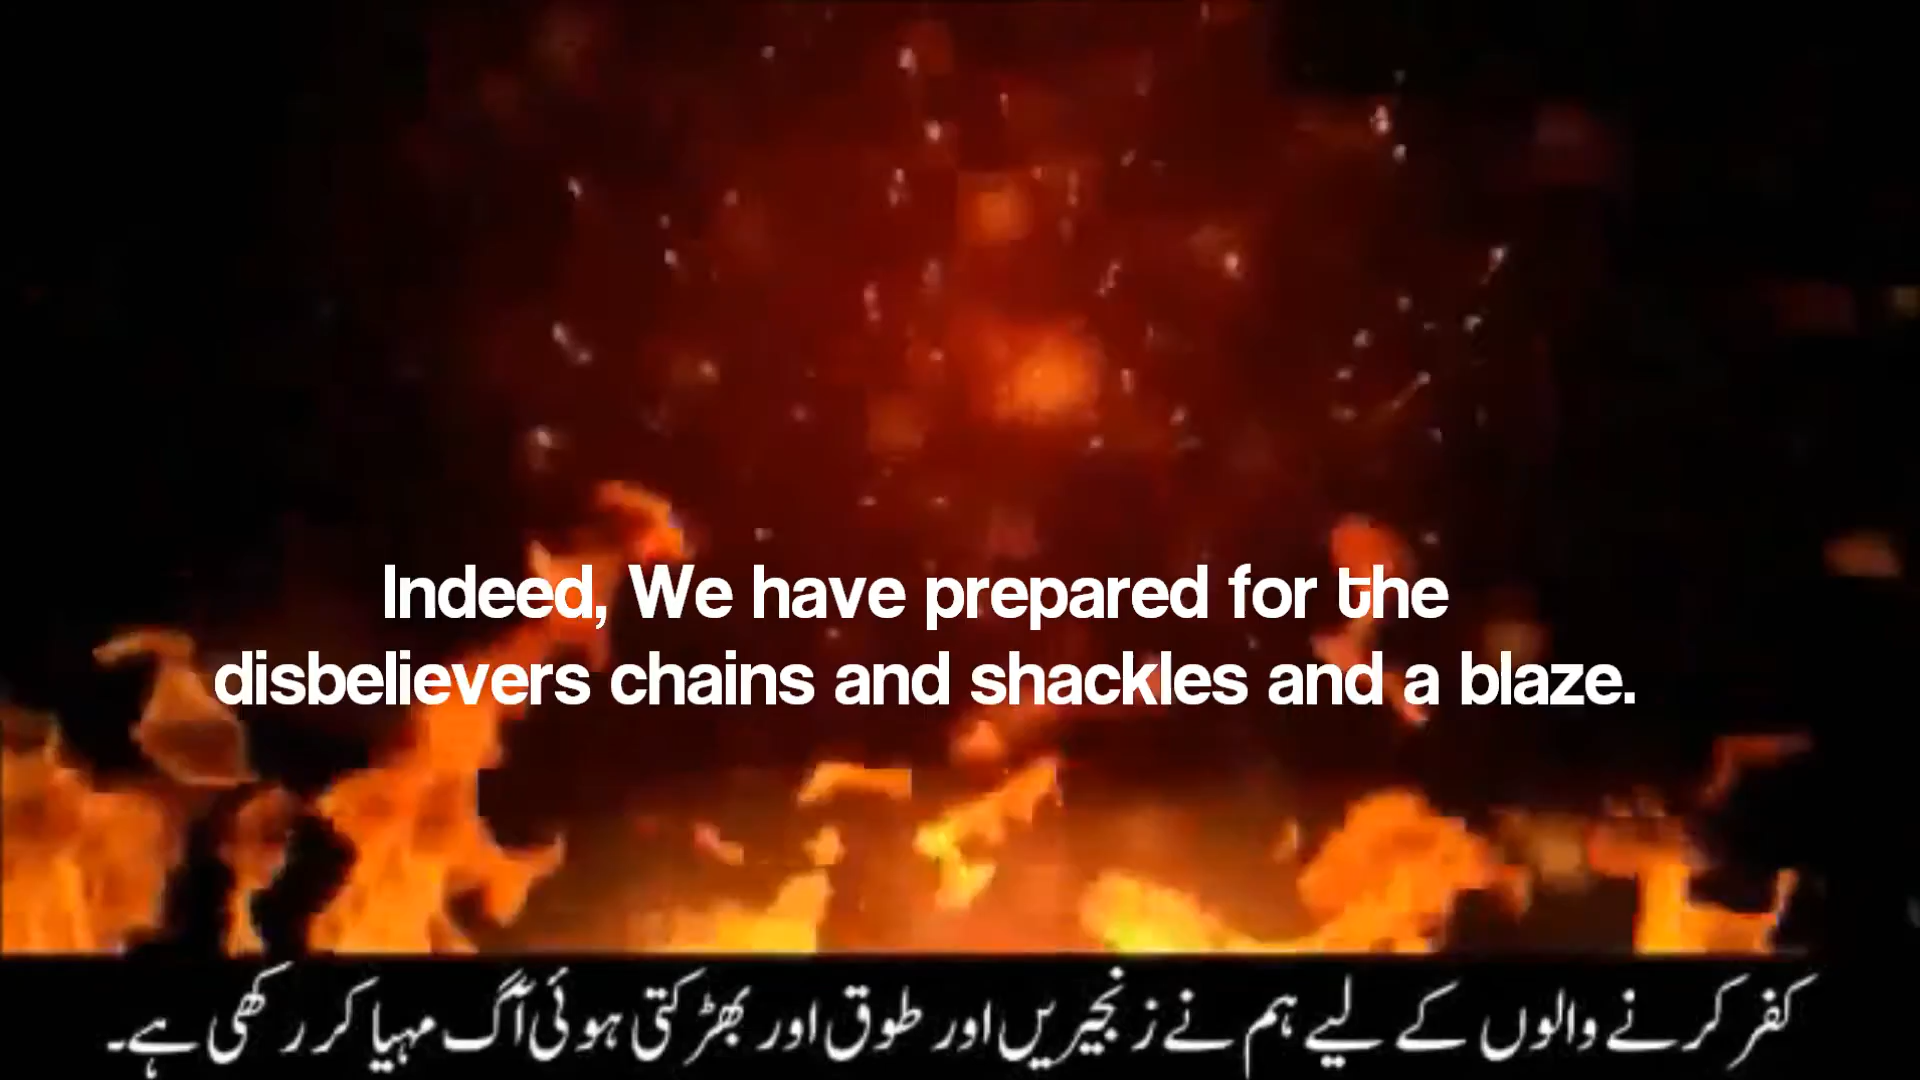 Indeed, We have prepared for the
disbelievers chains and shackles and a blaze.
کفر کرنے والوں کے لیے ہم نے زنجیریں اور طوق اور بھڑکتی ہوئی آگ مہیا کر رکھی ہے۔